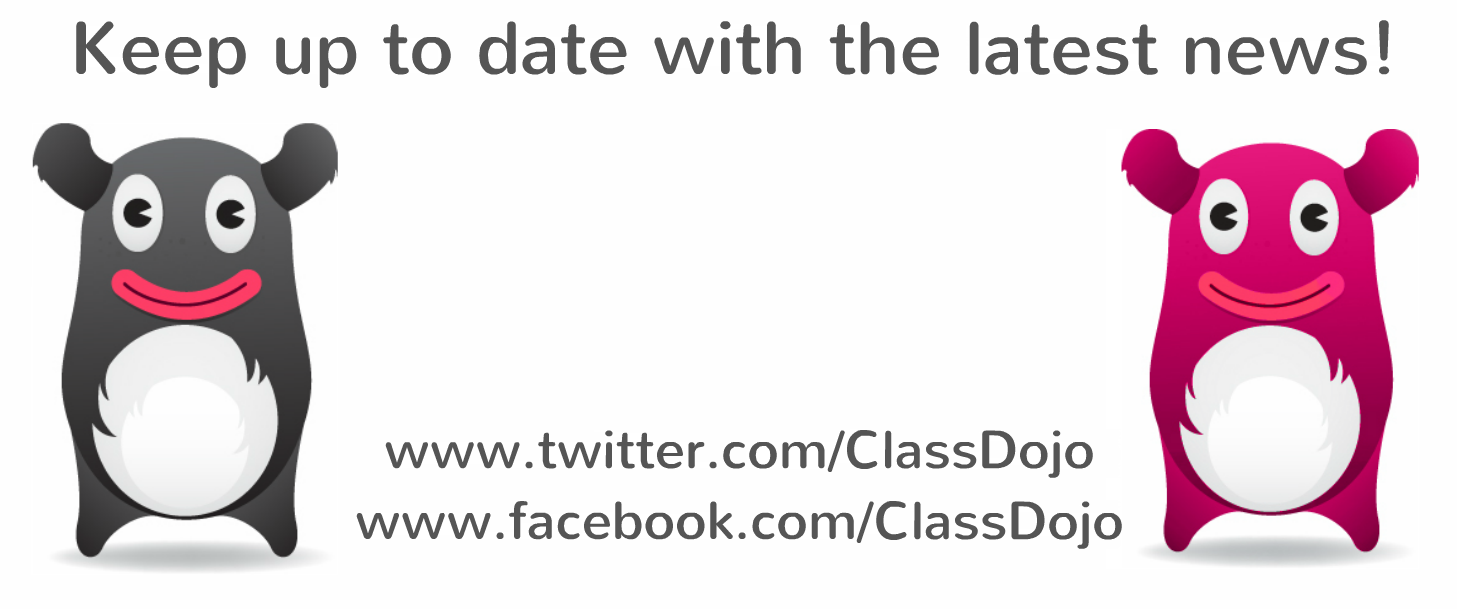 Keep up to date with the latest news!
www.twitter.com/ClassDojo
www.facebook.com/ClassDojo